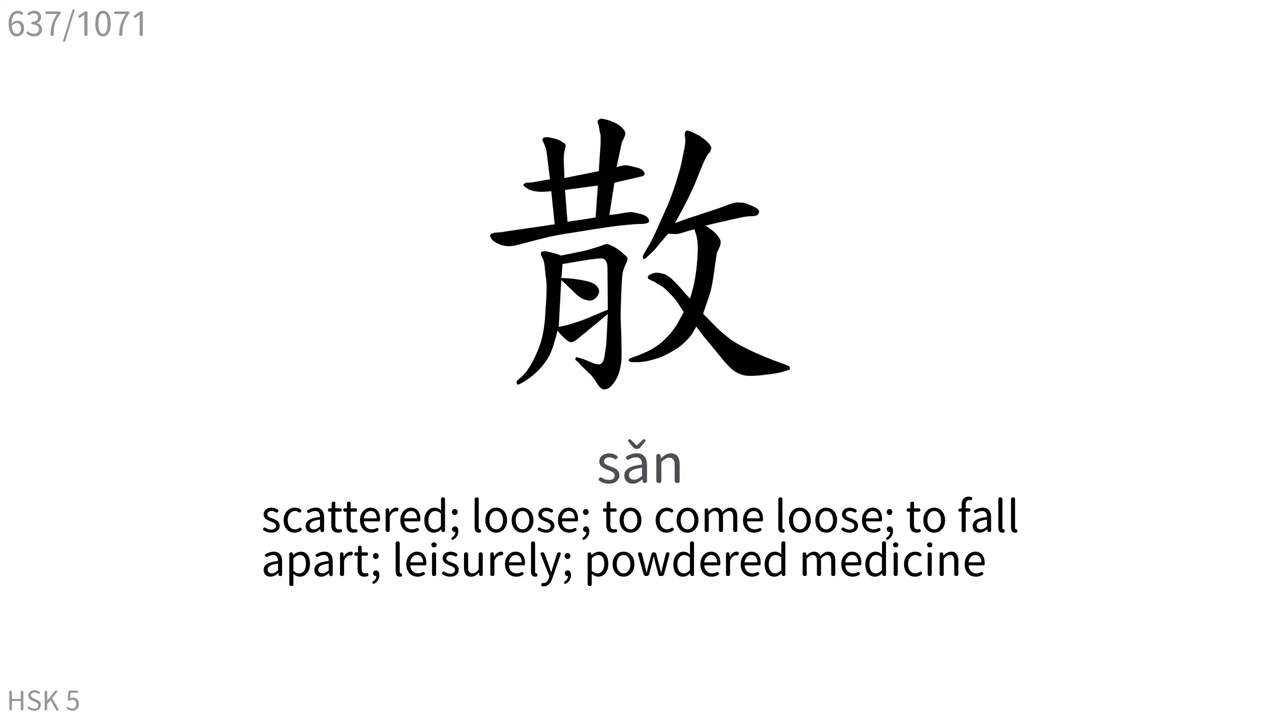 637/1071
散
sǎn
scattered; loose; to come loose; to fall
apart; leisurely; powdered medicine
HSK 5